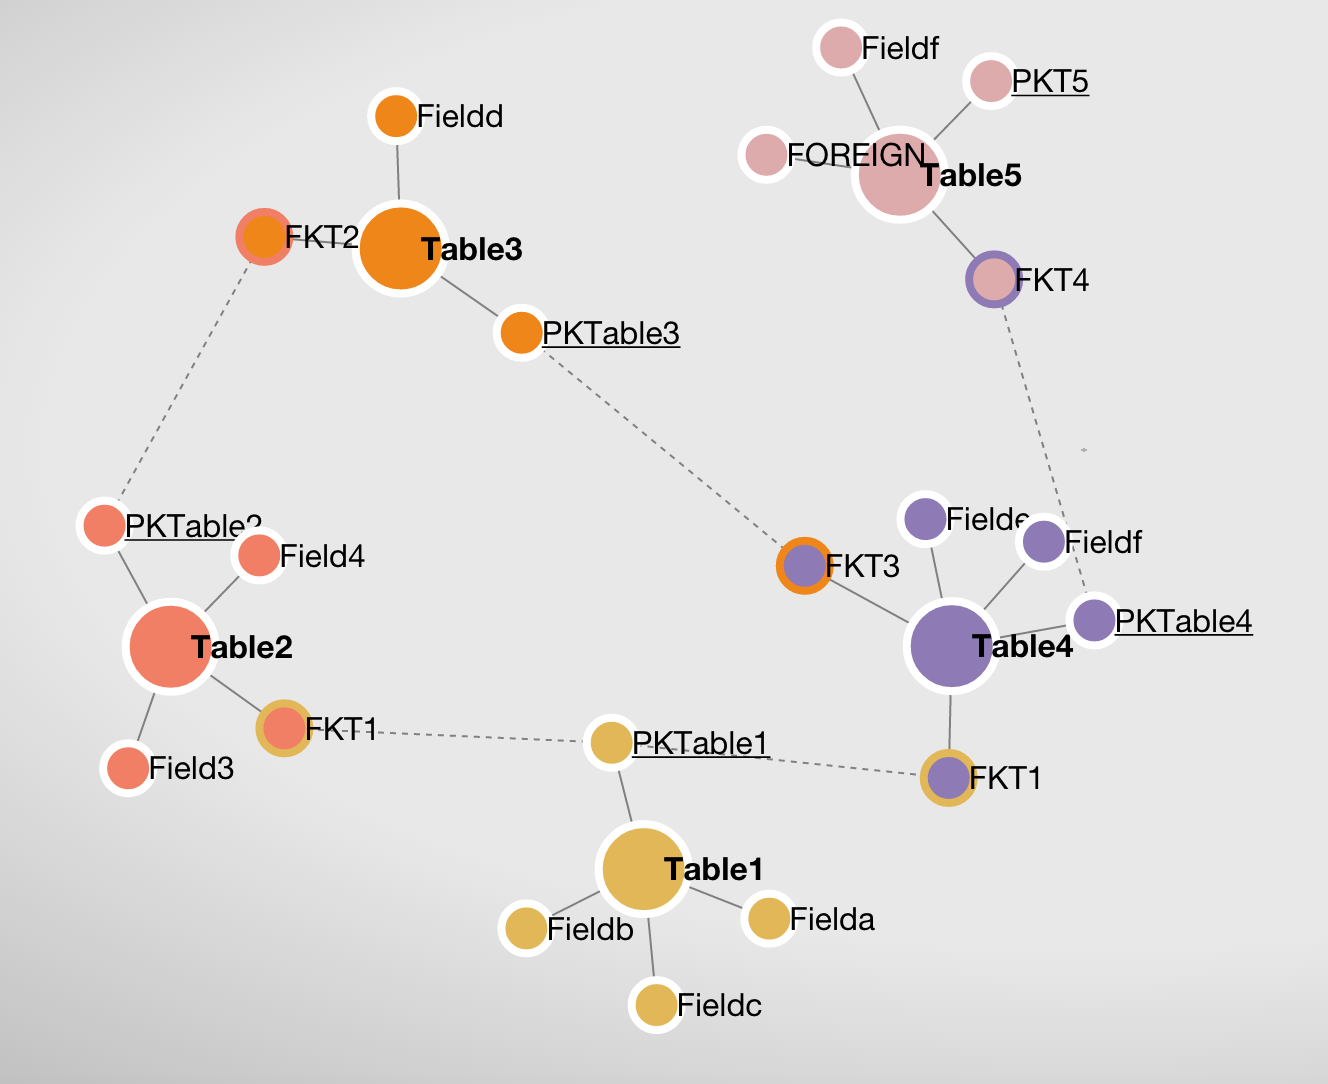 Fieldf
PKT5
Fieldd
FOREIGN
Table5
FKT2
Table3
FKT4
PKTable3
Fielde
PKTable2
Fieldf
Field4
FKT3
PKTable4
Table2
Table4
FKT1
PKTable1
Field3
FKT1
Table1
Fielda
Fieldb
Fieldc